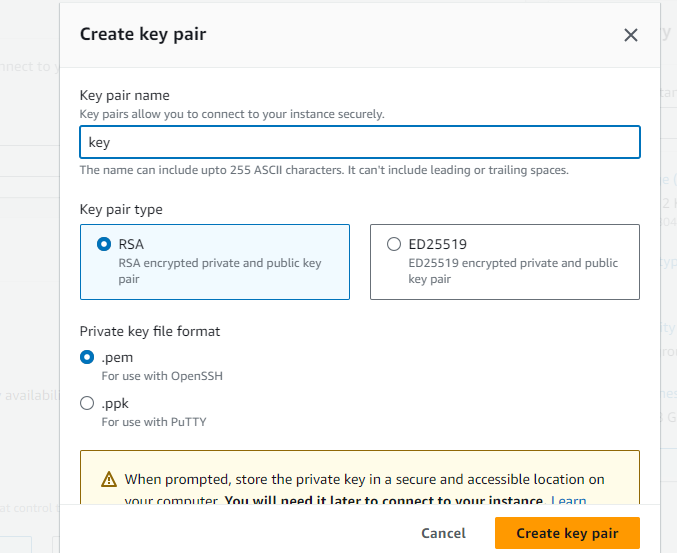 Create key pair
Key pair name
Key pairs allow you to connect to your instance securely.
key
The name can include upto 255 ASCII characters. It can't include leading or trailing spaces.
Key pair type
RSA
RSA encrypted private and public key
pair
ED25519
ED25519 encrypted private and public
key pair
Private key file format
.pem
For use with OpenSSH
.ppk
For use with PuTTY
When prompted, store the private key in a secure and accessible location on
your computer. You will need it later to connect to your instance. Learn
Cancel
Create key pair